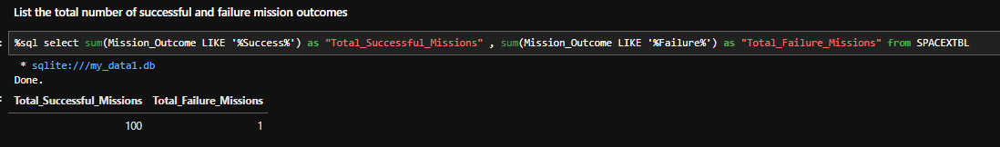 List the total number of successful and failure mission outcomes
: %sql select sum(Mission_Outcome LIKE '%Success%') as "Total_Successful_Missions" , sum(Mission_Outcome LIKE '%Failure%') as "Total_Failure_Missions" from SPACEXTBL
* sqlite:///my_data1.db
Done.
: Total_Successful_Missions Total_Failure_Missions
100 1